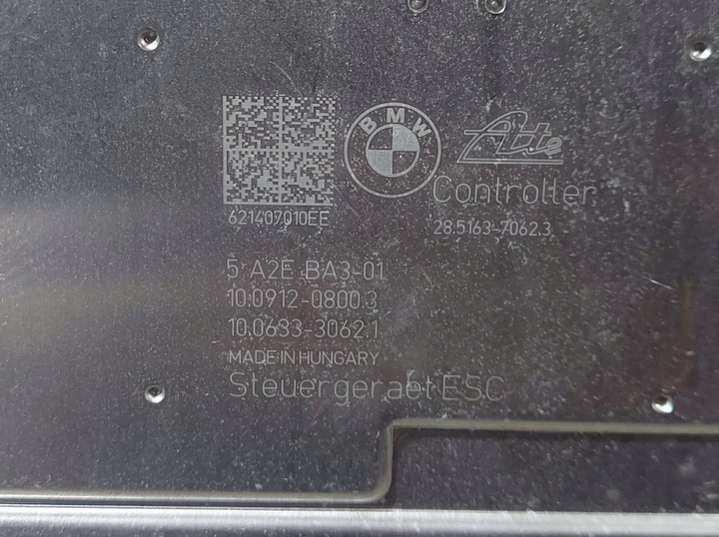 BMW
Ate
Controller
621407010EE
28.5163-7062.3
5 A2E BA3-01
10.0912-0800.3
10.0633-3062.1
MADE IN HUNGARY
Steuergeraet ESC